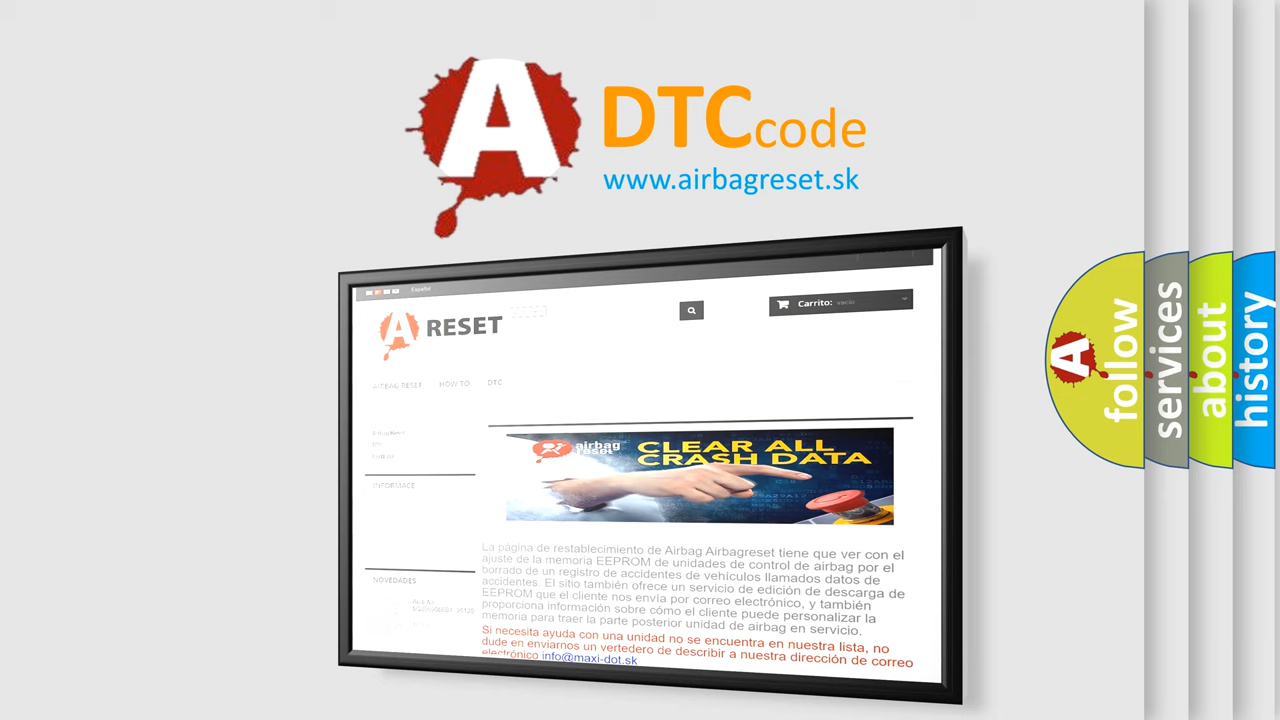 A DTCcode
www.airbagreset.sk
Español
A RESET
Carrito: vacío
AIRBAG RESET HOW TO DTC
INFORMACE
NOVEDADES
airbag
reset
CLEAR ALL
CRASH DATA
La página de restablecimiento de Airbag Airbagreset tiene que ver con el
ajuste de la memoria EEPROM de unidades de control de airbag por el
borrado de un registro de accidentes de vehículos llamados datos de
accidentes. El sitio también ofrece un servicio de edición de descarga de
EEPROM que el cliente nos envía por correo electrónico, y también
proporciona información sobre cómo el cliente puede personalizar la
memoria para traer la parte posterior unidad de airbag en servicio.
Si necesita ayuda con una unidad no se encuentra en nuestra lista, no
dude en enviarnos un vertedero de describir a nuestra dirección de correo
electrónico info@maxi-dot.sk
A
follow
services
about
history